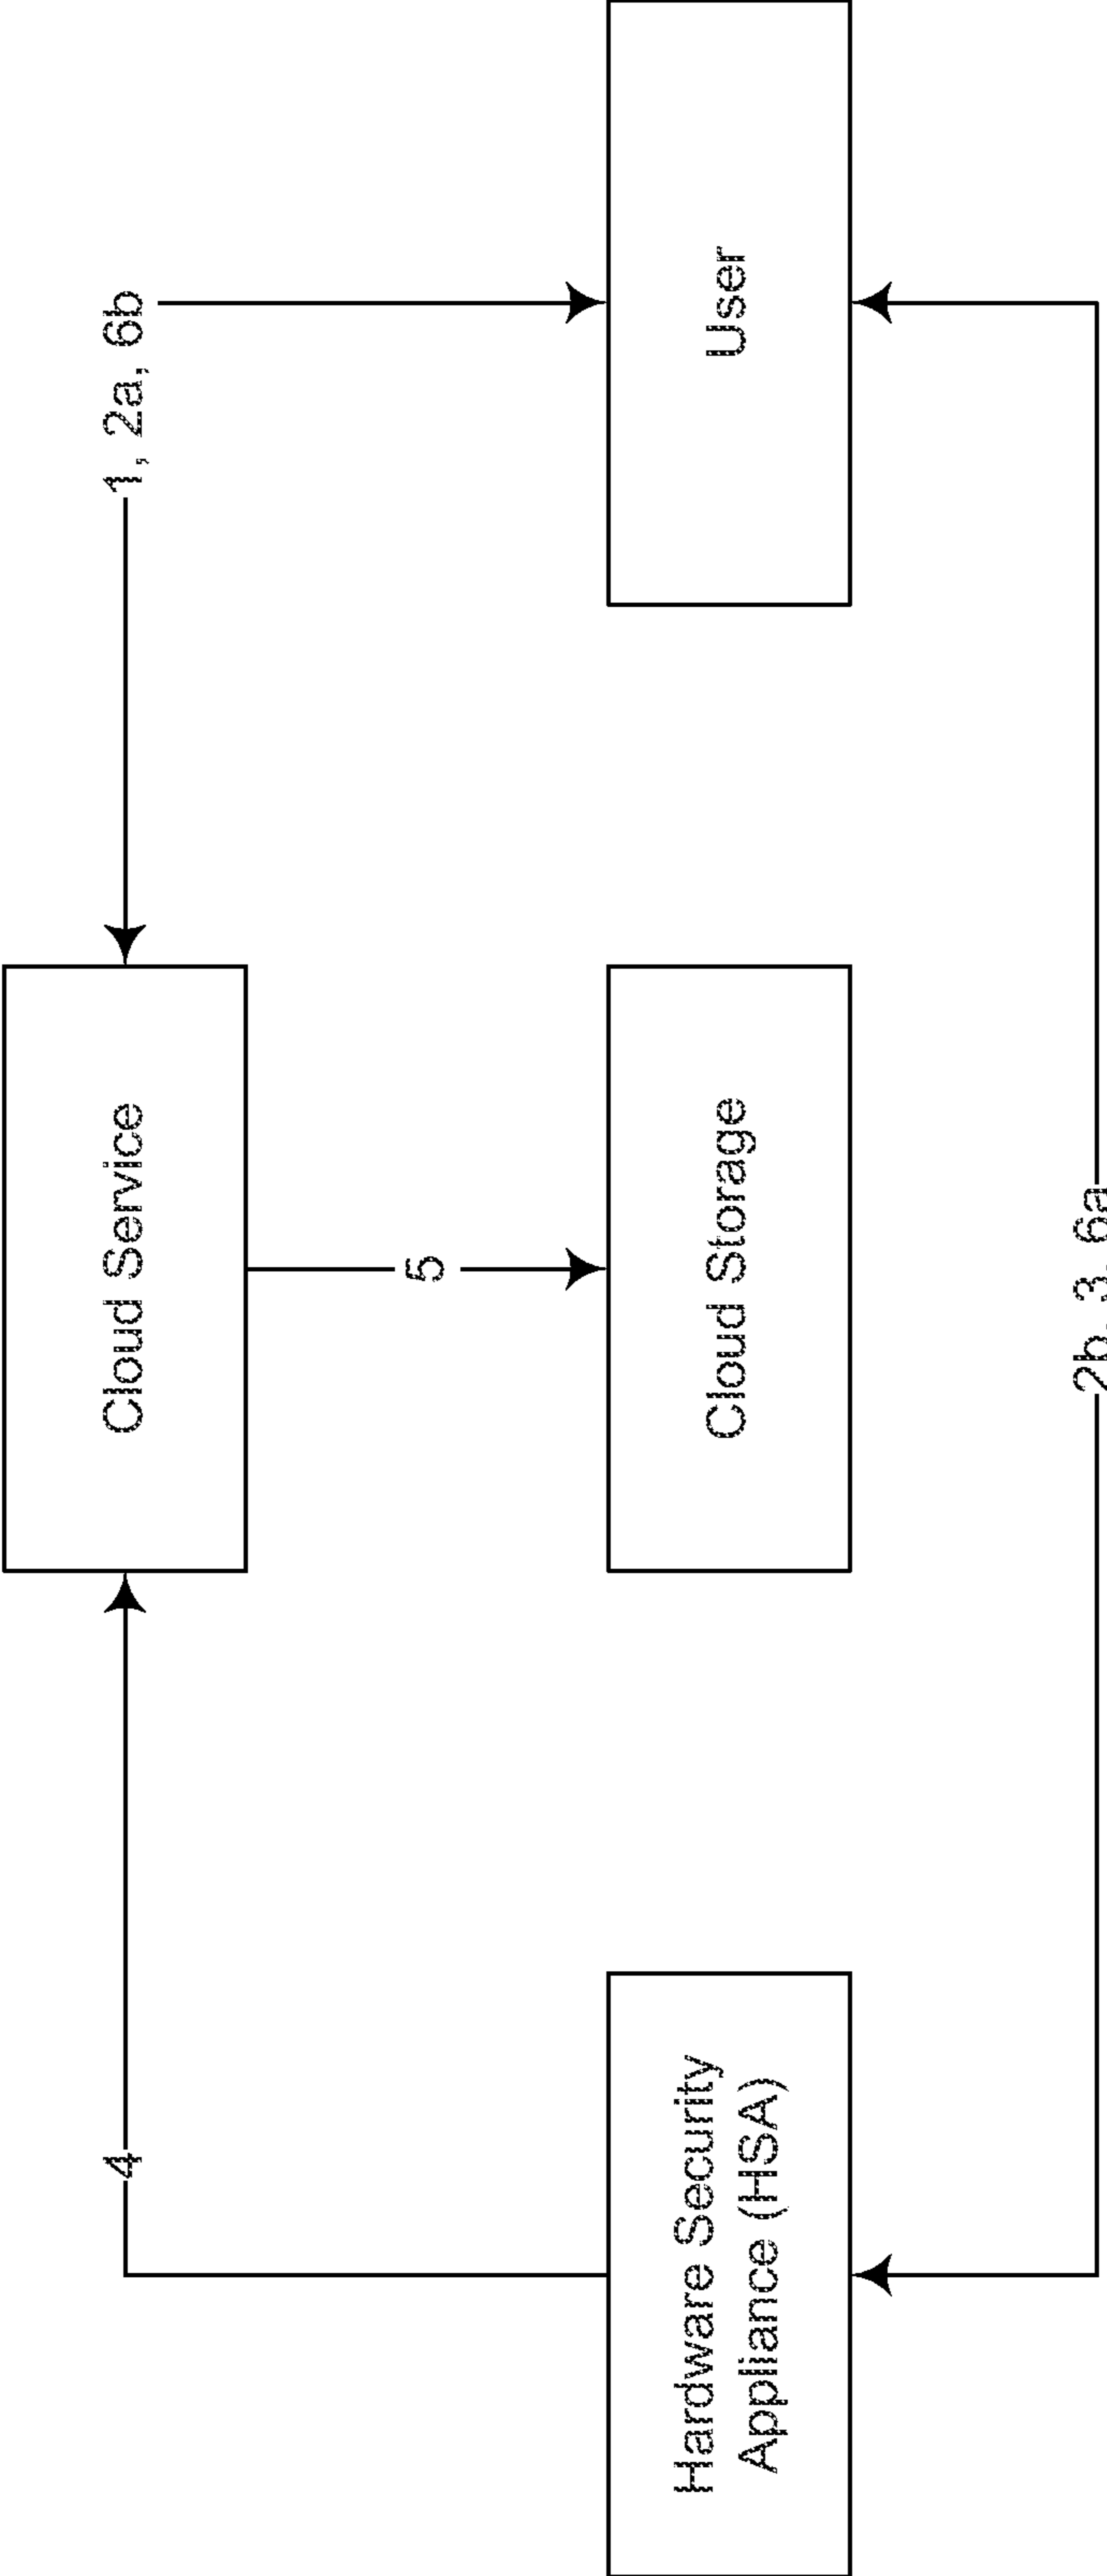 Cloud Service
4
1, 2a, 6b
5
Hardware Security
Appliance (HSA)
Cloud Storage
User
2b, 3, 6a